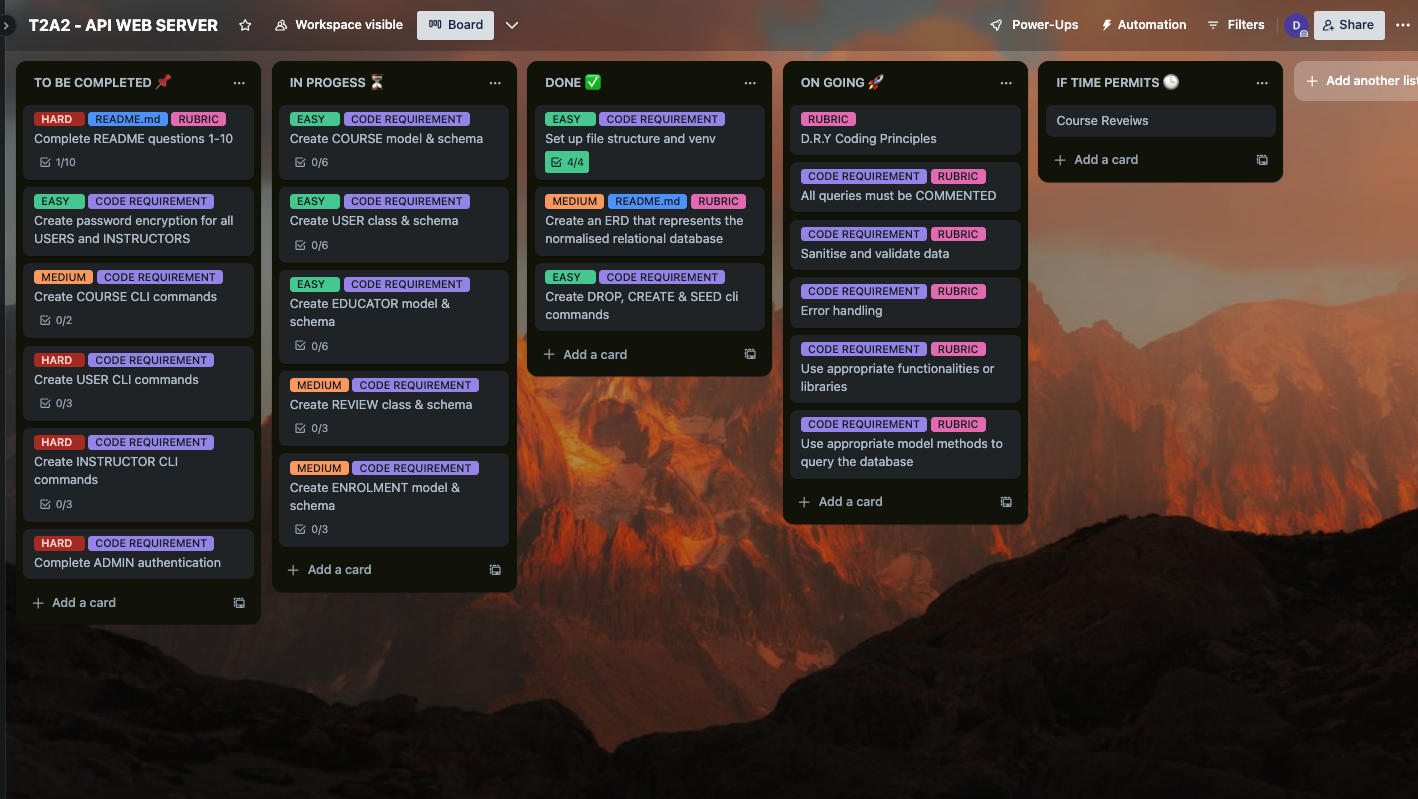 T2A2 - API WEB SERVER
Workspace visible
Board
Power-Ups
Automation
Filters
D
Share
TO BE COMPLETED 📌
HARD README.md RUBRIC
Complete README questions 1-10
1/10
EASY CODE REQUIREMENT
Create password encryption for all
USERS and INSTRUCTORS
MEDIUM CODE REQUIREMENT
Create COURSE CLI commands
0/2
HARD CODE REQUIREMENT
Create USER CLI commands
0/3
HARD CODE REQUIREMENT
Create INSTRUCTOR CLI
commands
0/3
HARD CODE REQUIREMENT
Complete ADMIN authentication
Add a card
IN PROGESS ⏳
EASY CODE REQUIREMENT
Create COURSE model & schema
0/6
EASY CODE REQUIREMENT
Create USER class & schema
0/6
EASY CODE REQUIREMENT
Create EDUCATOR model &
schema
0/6
MEDIUM CODE REQUIREMENT
Create REVIEW class & schema
0/3
MEDIUM CODE REQUIREMENT
Create ENROLMENT model &
schema
0/3
Add a card
DONE ✅
EASY CODE REQUIREMENT
Set up file structure and venv
4/4
MEDIUM README.md RUBRIC
Create an ERD that represents the
normalised relational database
EASY CODE REQUIREMENT
Create DROP, CREATE & SEED cli
commands
Add a card
ON GOING 🚀
RUBRIC
D.R.Y Coding Principles
CODE REQUIREMENT RUBRIC
All queries must be COMMENTED
CODE REQUIREMENT RUBRIC
Sanitise and validate data
CODE REQUIREMENT RUBRIC
Error handling
CODE REQUIREMENT RUBRIC
Use appropriate functionalities or
libraries
CODE REQUIREMENT RUBRIC
Use appropriate model methods to
query the database
Add a card
IF TIME PERMITS 🕒
Course Reveiws
Add a card
Add another list